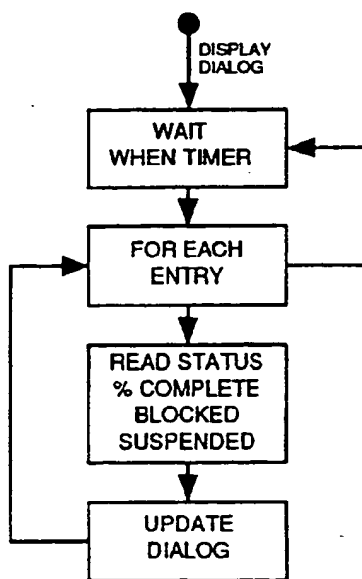 DISPLAY
DIALOG
WAIT
WHEN TIMER
FOR EACH
ENTRY
READ STATUS
% COMPLETE
BLOCKED
SUSPENDED
UPDATE
DIALOG